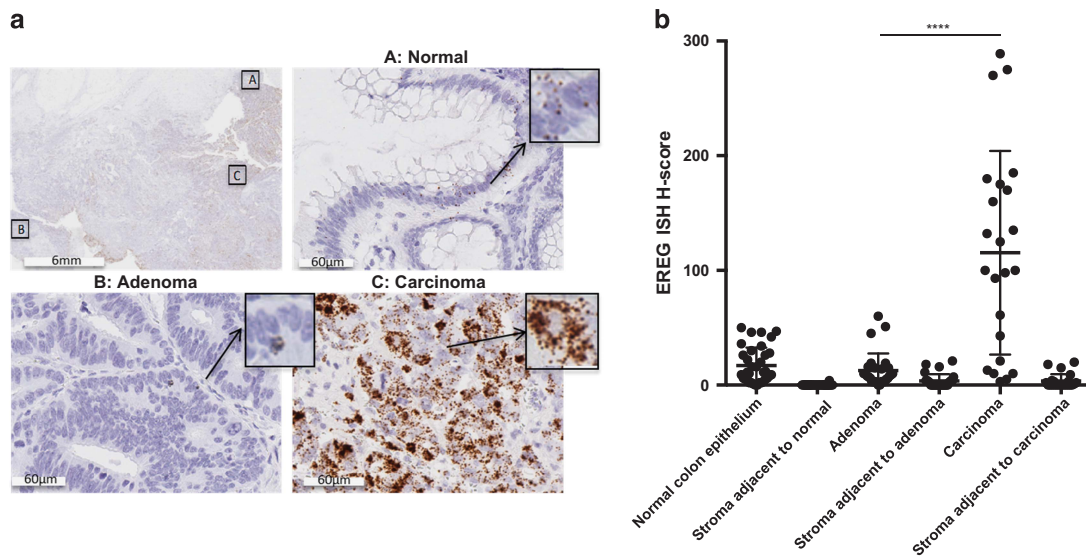 a
A: Normal
A
C
B
6mm
60µm
B: Adenoma
C: Carcinoma
60µm
60µm
b
****
EREG ISH H-score
300
200
100
0
Normal colon epithelium
Stroma adjacent to normal
Adenoma
Stroma adjacent to adenoma
Carcinoma
Stroma adjacent to carcinoma